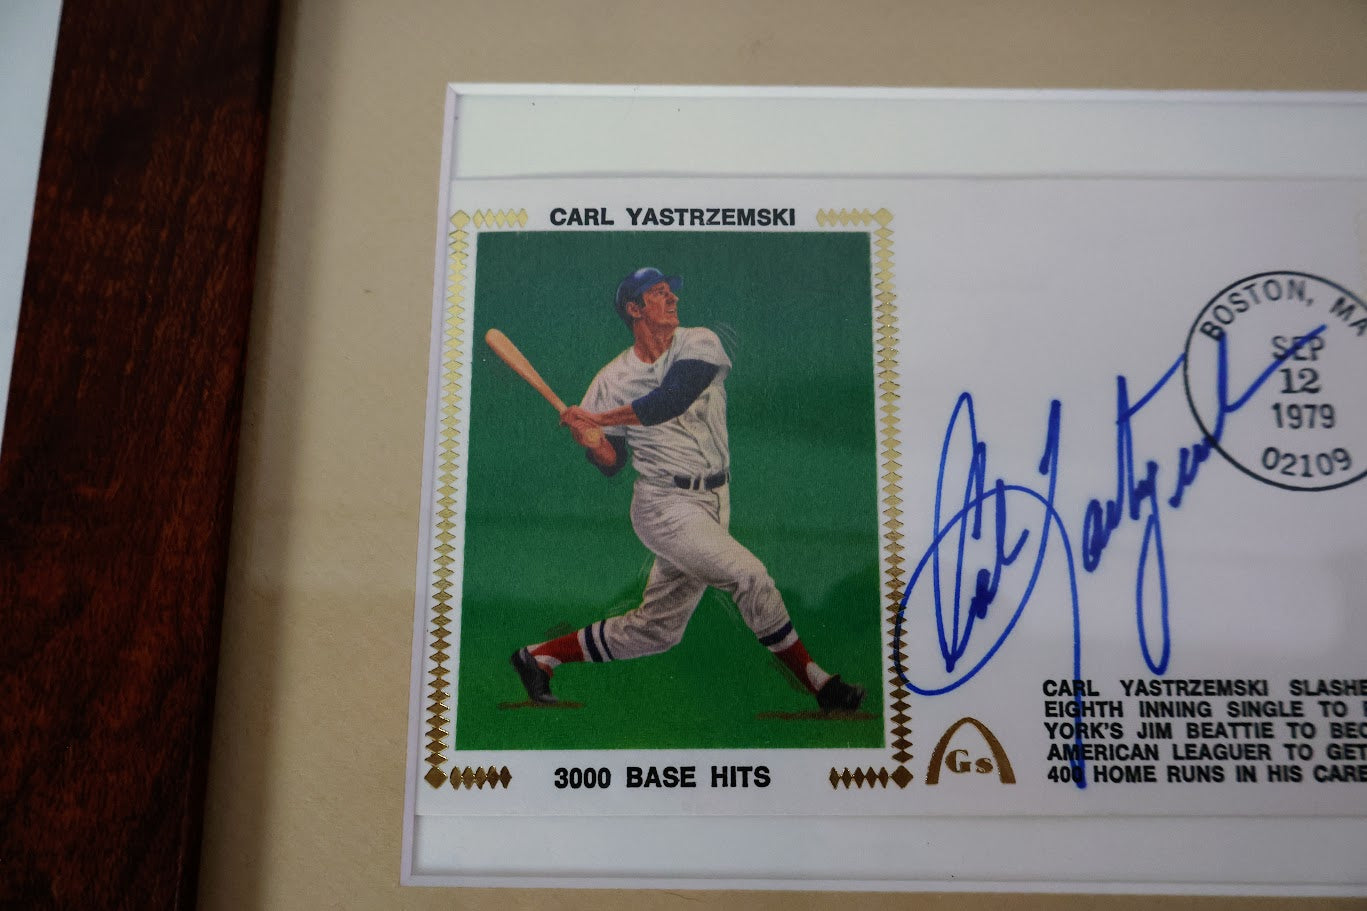 CARL YASTRZEMSKI
3000 BASE HITS
BOSTON, MA
SEP
12
1979
02109
Carl Yastrzemski
Gs
CARL YASTRZEMSKI SLASHE
EIGHTH INNING SINGLE TO
YORK'S JIM BEATTIE TO BEC
AMERICAN LEAGUER TO GET
400 HOME RUNS IN HIS CARE